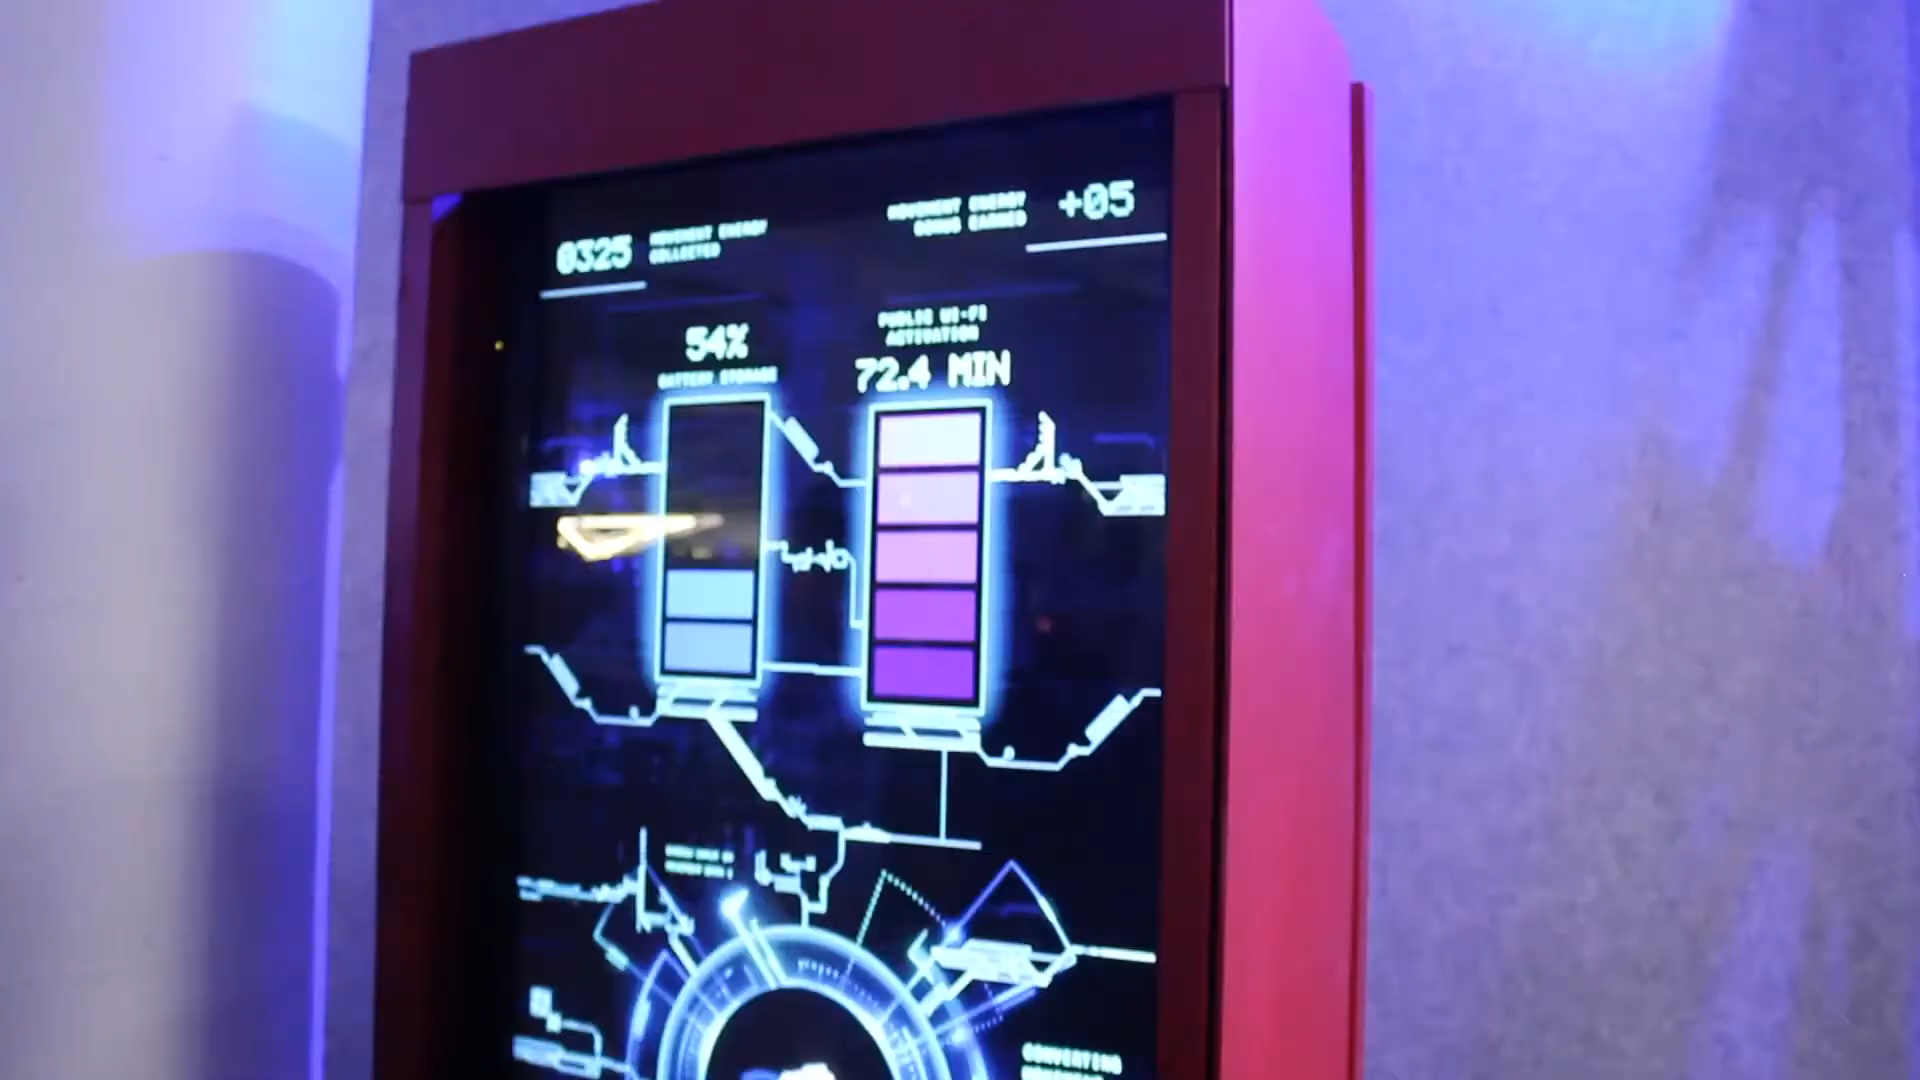 0325
MOVEMENT ENERGY
COLLECTED
MOVEMENT ENERGY
BONUS EARNED
+05
54%
BATTERY STORAGE
PUBLIC WI-FI
ACTIVATION
72.4 MIN
CONVERTING